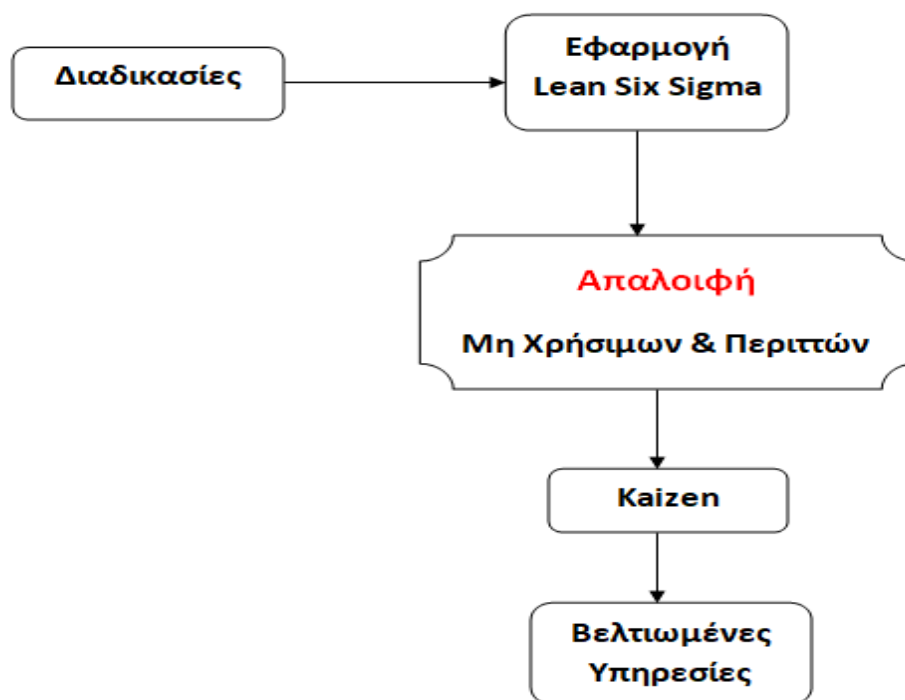 Διαδικασίες
Εφαρμογή
Lean Six Sigma
Απαλοιφή
Μη Χρήσιμων & Περιττών
Kaizen
Βελτιωμένες
Υπηρεσίες